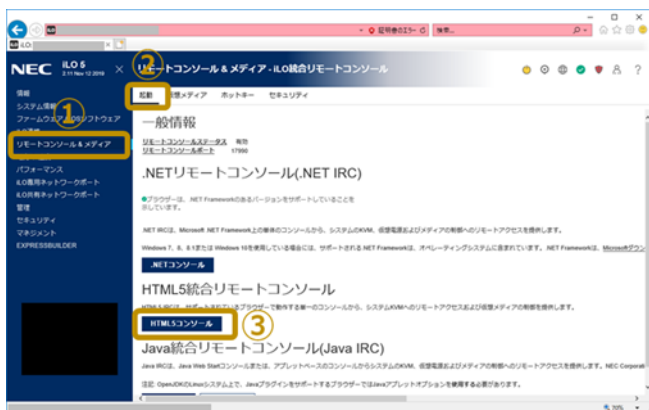 証明書のエラー
検索...
iLO:
NEC iLO 5
2.11 Nov 12 2019
リモートコンソール & メディア - iLO統合リモートコンソール
②
起動 仮想メディア ホットキー セキュリティ
情報
システム情報
ファームウェア
OSソフトウェア
①
リモートコンソール & メディア
パフォーマンス
iLO専用ネットワークポート
iLO共有ネットワークポート
管理
セキュリティ
マネジメント
EXPRESSBUILDER
一般情報
リモートコンソールステータス 有効
リモートコンソールポート 17990
.NETリモートコンソール(.NET IRC)
ブラウザーは、.NET Frameworkのあるバージョンをサポートしていることを
示しています。
.NET IRCは、Microsoft .NET Framework上の単体のコンソールから、システムのKVM、仮想電源およびメディアの制御へのリモートアクセスを提供します。
Windows 7、8、8.1または Windows 10を使用している場合には、サポートされる.NET Frameworkは、オペレーティングシステムに含まれています。.NET Frameworkは、Microsoftダウン
.NETコンソール
HTML5統合リモートコンソール
HTML5 IRCは、サポートされているブラウザーで動作する単一のコンソールから、システムKVMへのリモートアクセスおよび仮想メディアの制御を提供します。
HTML5コンソール
③
Java統合リモートコンソール(Java IRC)
Java IRCは、Java Web Startコンソールまたは、アプレットベースのコンソールからシステムのKVM、仮想電源およびメディアの制御へのリモートアクセスを提供します。NEC Corporati
注記: OpenJDKのLinuxシステム上で、JavaプラグインをサポートするブラウザーではJavaアプレットオプションを使用する必要があります。
70%